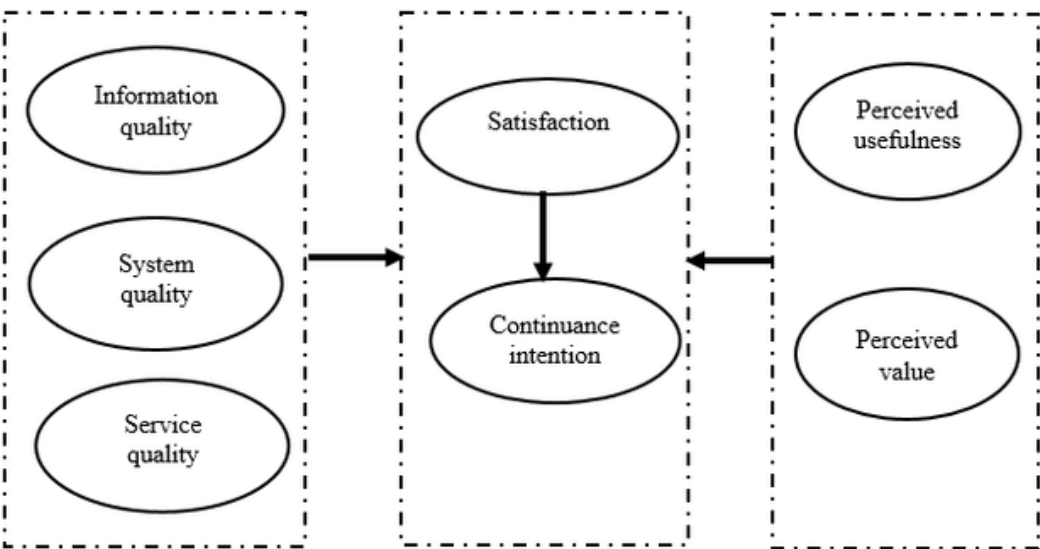 Information
quality
System
quality
Service
quality
Satisfaction
Continuance
intention
Perceived
usefulness
Perceived
value